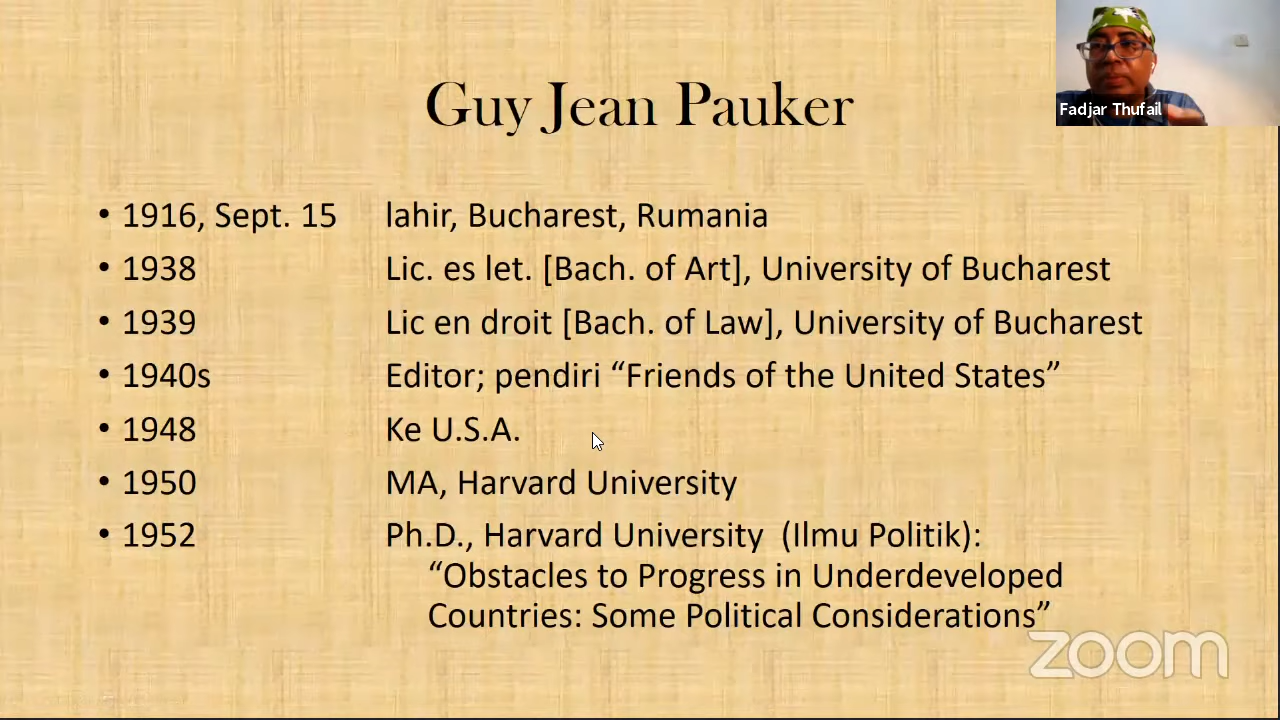 Guy Jean Pauker
Fadjar Thufail
• 1916, Sept. 15 lahir, Bucharest, Rumania
• 1938 Lic. es let. [Bach. of Art], University of Bucharest
• 1939 Lic en droit [Bach. of Law], University of Bucharest
• 1940s Editor; pendiri “Friends of the United States”
• 1948 Ke U.S.A.
• 1950 MA, Harvard University
• 1952 Ph.D., Harvard University (Ilmu Politik):
“Obstacles to Progress in Underdeveloped
Countries: Some Political Considerations”
zoom